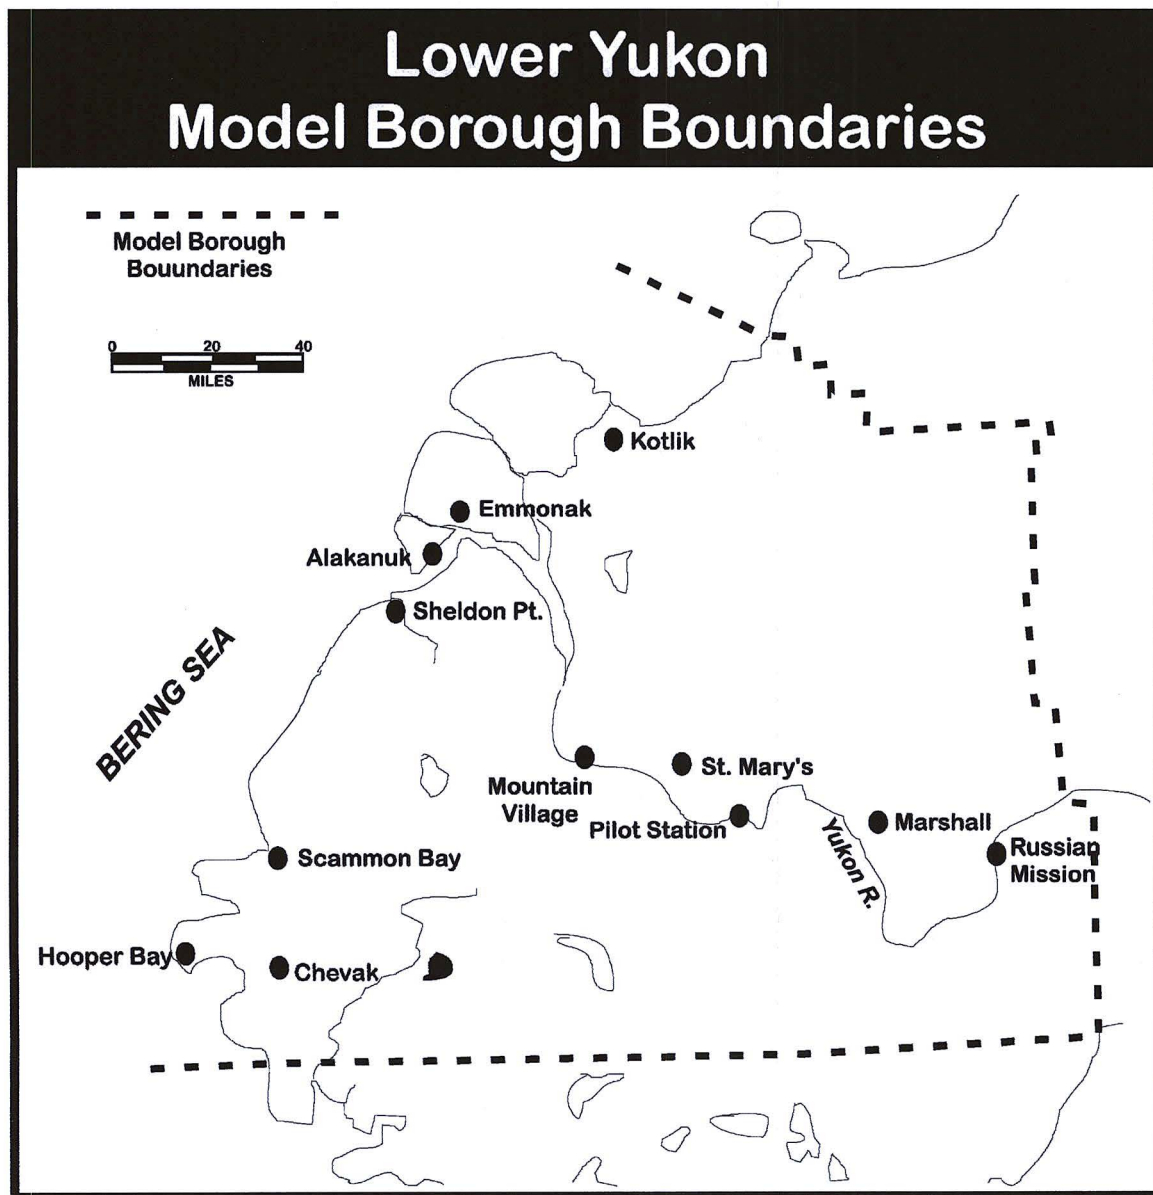 Lower Yukon
Model Borough Boundaries
Model Borough
Bouundaries
0 20 40
MILES
Kotlik
Emmonak
Alakanuk
Sheldon Pt.
BERING SEA
Mountain
Village
St. Mary's
Pilot Station
Yukon R.
Marshall
Russian
Mission
Scammon Bay
Hooper Bay
Chevak